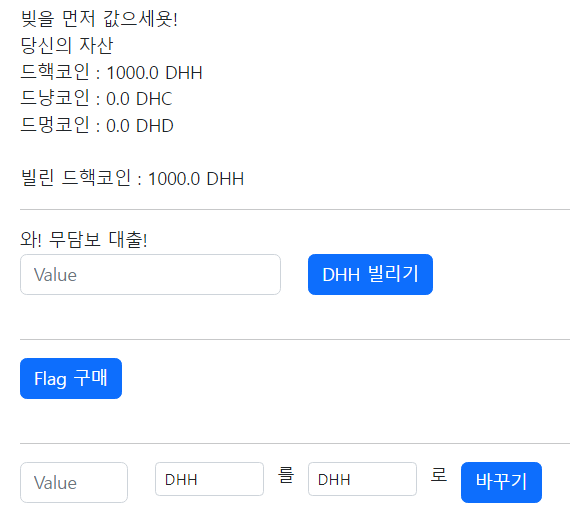 빚을 먼저 갚으세욧!
당신의 자산
드핵코인 : 1000.0 DHH
드냥코인 : 0.0 DHC
드멍코인 : 0.0 DHD
빌린 드핵코인 : 1000.0 DHH
와! 무담보 대출!
Value DHH 빌리기
Flag 구매
Value DHH 를 DHH 로 바꾸기